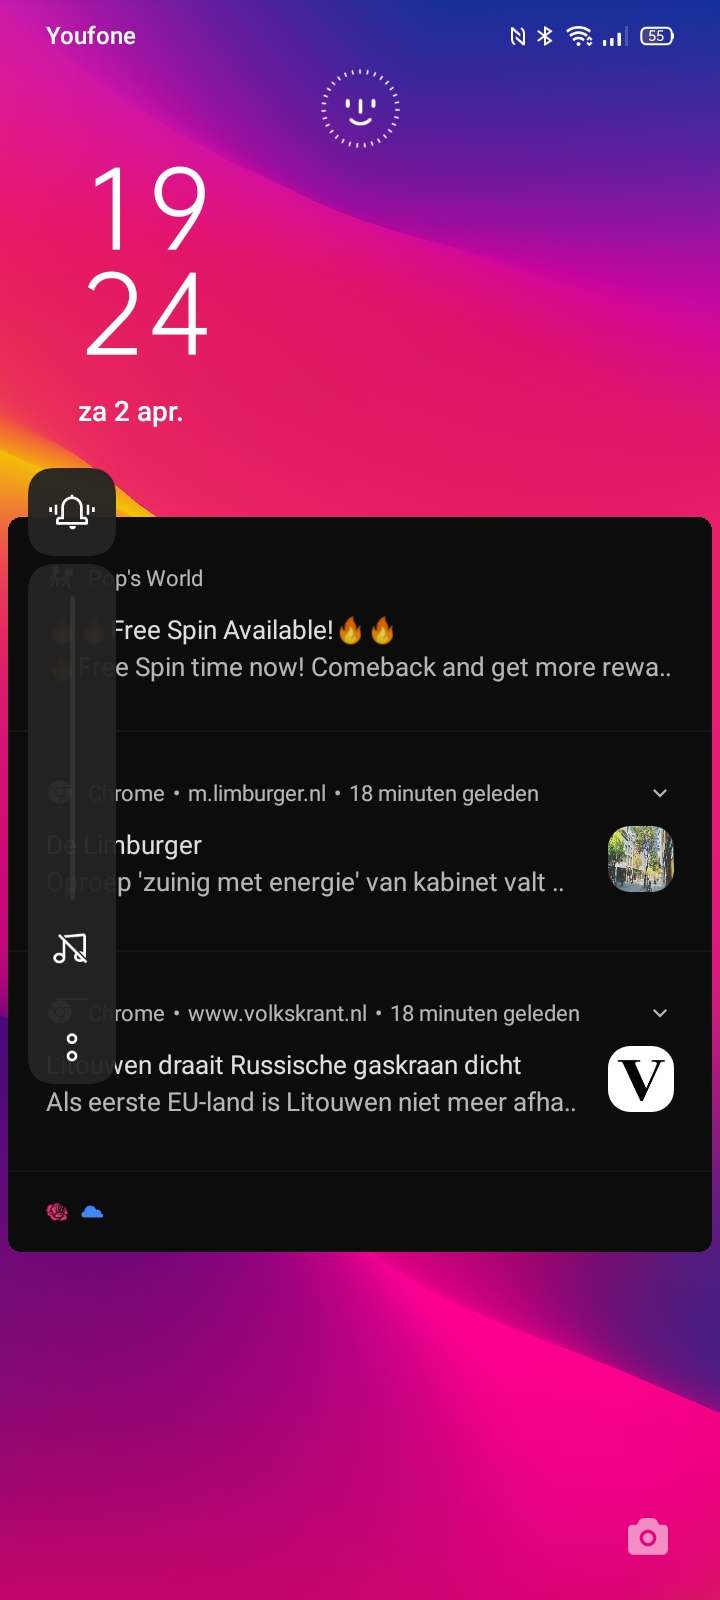 Youfone
55
19
24
za 2 apr.
Pop's World
🔥🔥Free Spin Available!🔥🔥
🔥Free Spin time now! Comeback and get more rewa..
Chrome • m.limburger.nl • 18 minuten geleden
De Limburger
Oproep 'zuinig met energie' van kabinet valt ..
Chrome • www.volkskrant.nl • 18 minuten geleden
Litouwen draait Russische gaskraan dicht
V
Als eerste EU-land is Litouwen niet meer afha..